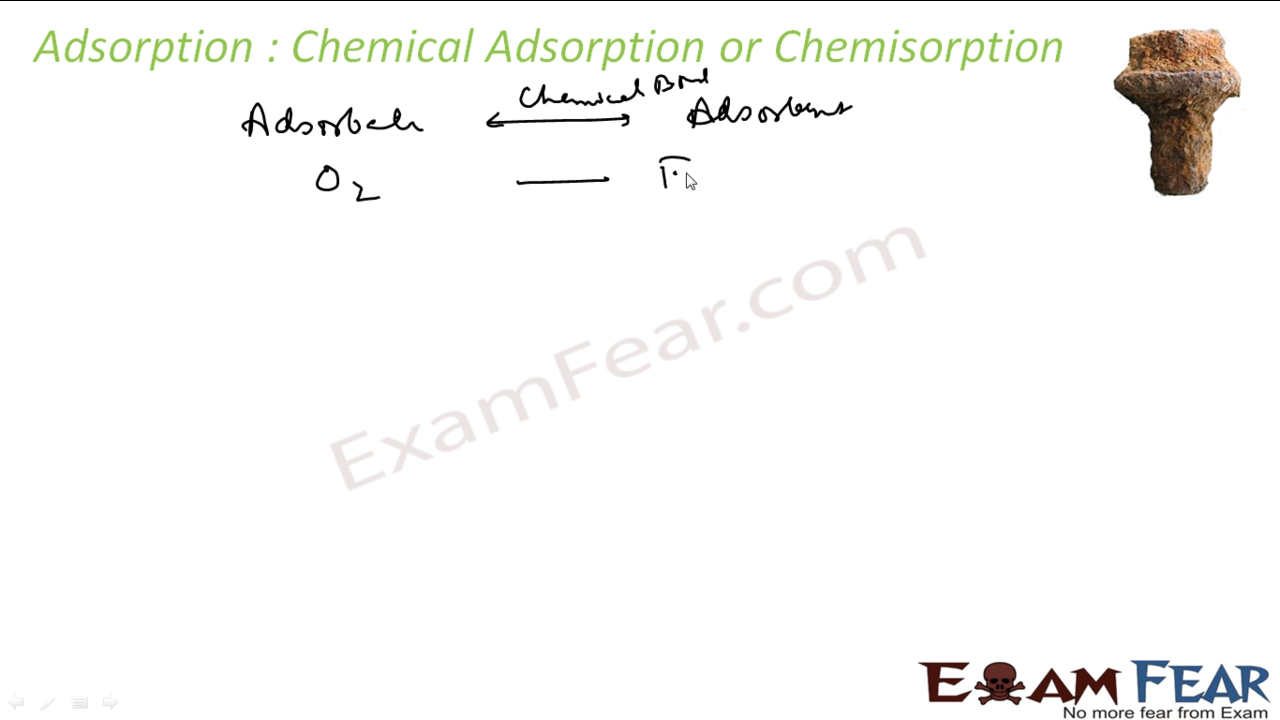 Adsorption : Chemical Adsorption or Chemisorption
Chemical Bond
Adsorbate Adsorbent
O2
ExamFear.com
EXAM FEAR
No more fear from Exam